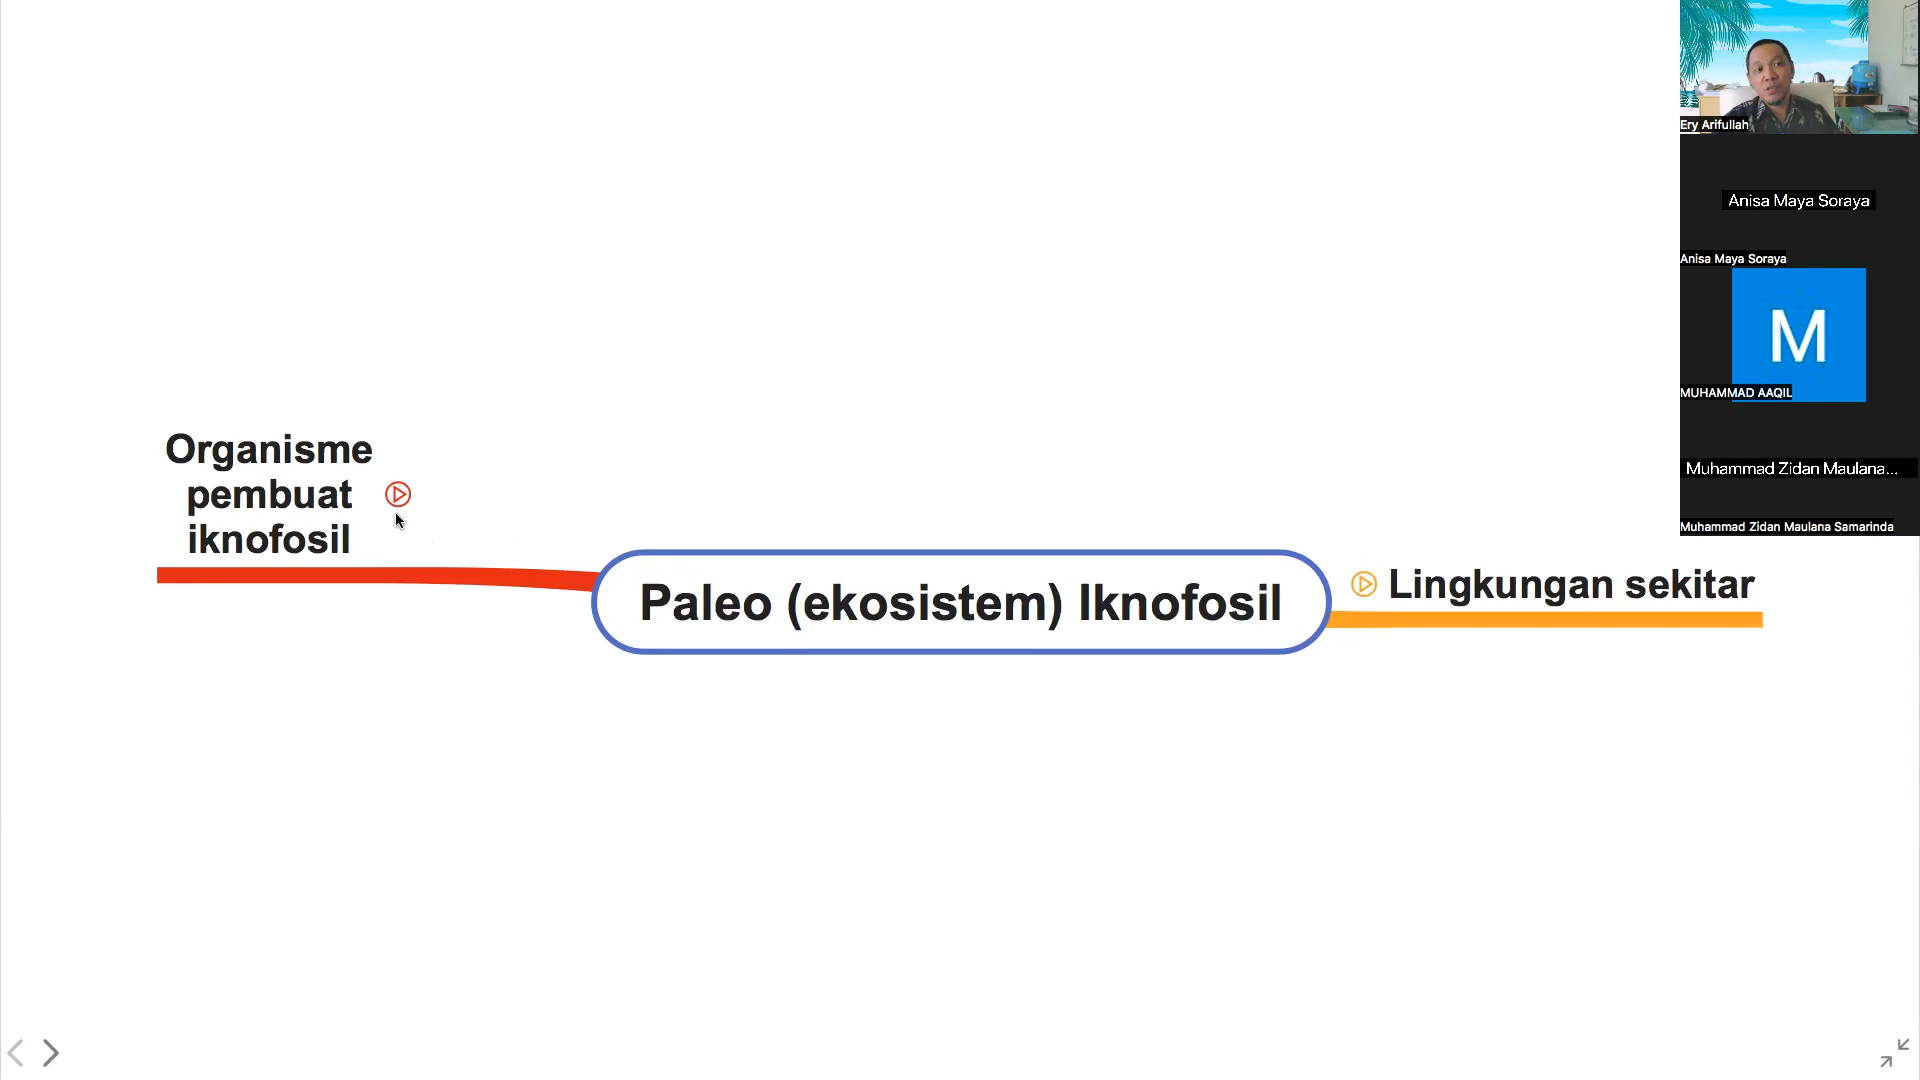 Organisme
pembuat
iknofosil
Paleo (ekosistem) Iknofosil
Lingkungan sekitar
Ery Arifullah
Anisa Maya Soraya
Anisa Maya Soraya
M
MUHAMMAD AAQIL
Muhammad Zidan Maulana...
Muhammad Zidan Maulana Samarinda